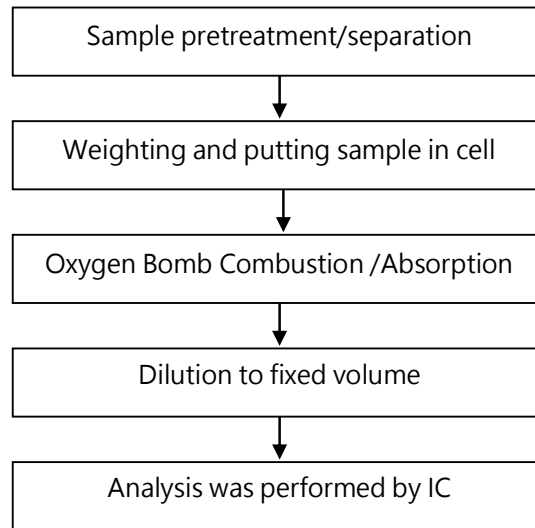 Sample pretreatment/separation
Weighting and putting sample in cell
Oxygen Bomb Combustion /Absorption
Dilution to fixed volume
Analysis was performed by IC